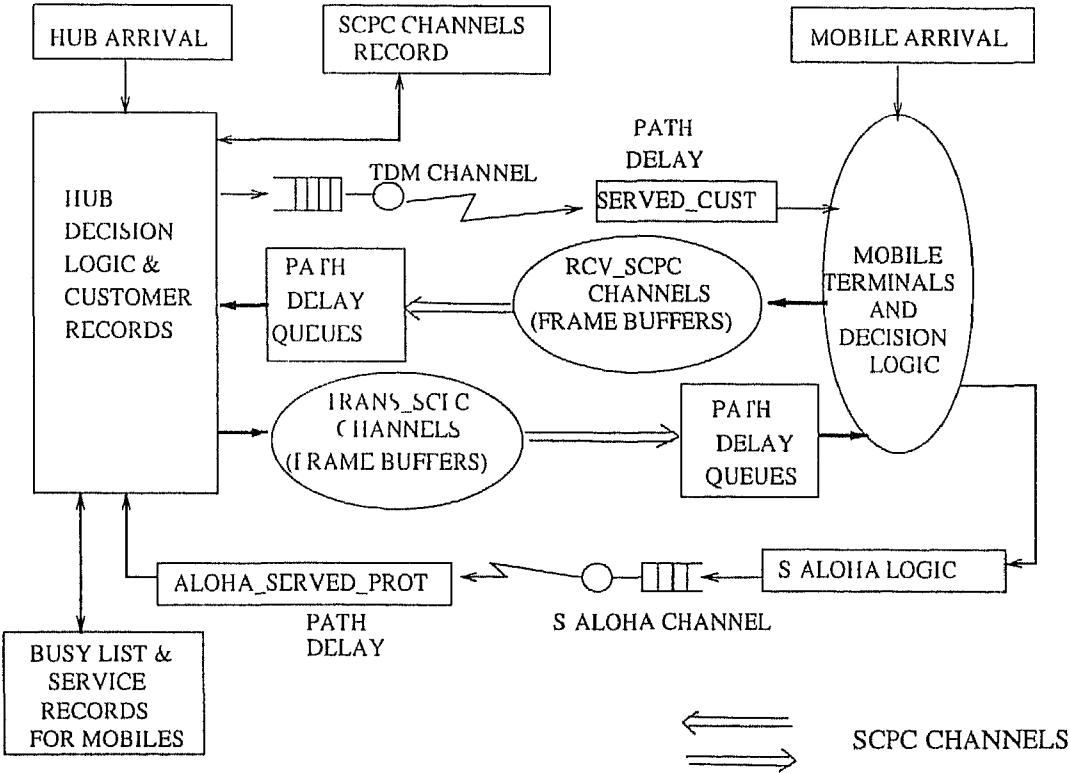 HUB ARRIVAL
SCPC CHANNELS
RECORD
MOBILE ARRIVAL
PATH
DELAY
TDM CHANNEL
SERVED_CUST
HUB
DECISION
LOGIC &
CUSTOMER
RECORDS
PATH
DELAY
QUEUES
RCV_SCPC
CHANNELS
(FRAME BUFFERS)
MOBILE
TERMINALS
AND
DECISION
LOGIC
TRANS_SCPC
CHANNELS
(FRAME BUFFERS)
PATH
DELAY
QUEUES
ALOHA_SERVED_PROT
PATH
DELAY
S ALOHA CHANNEL
S ALOHA LOGIC
BUSY LIST &
SERVICE
RECORDS
FOR MOBILES
SCPC CHANNELS